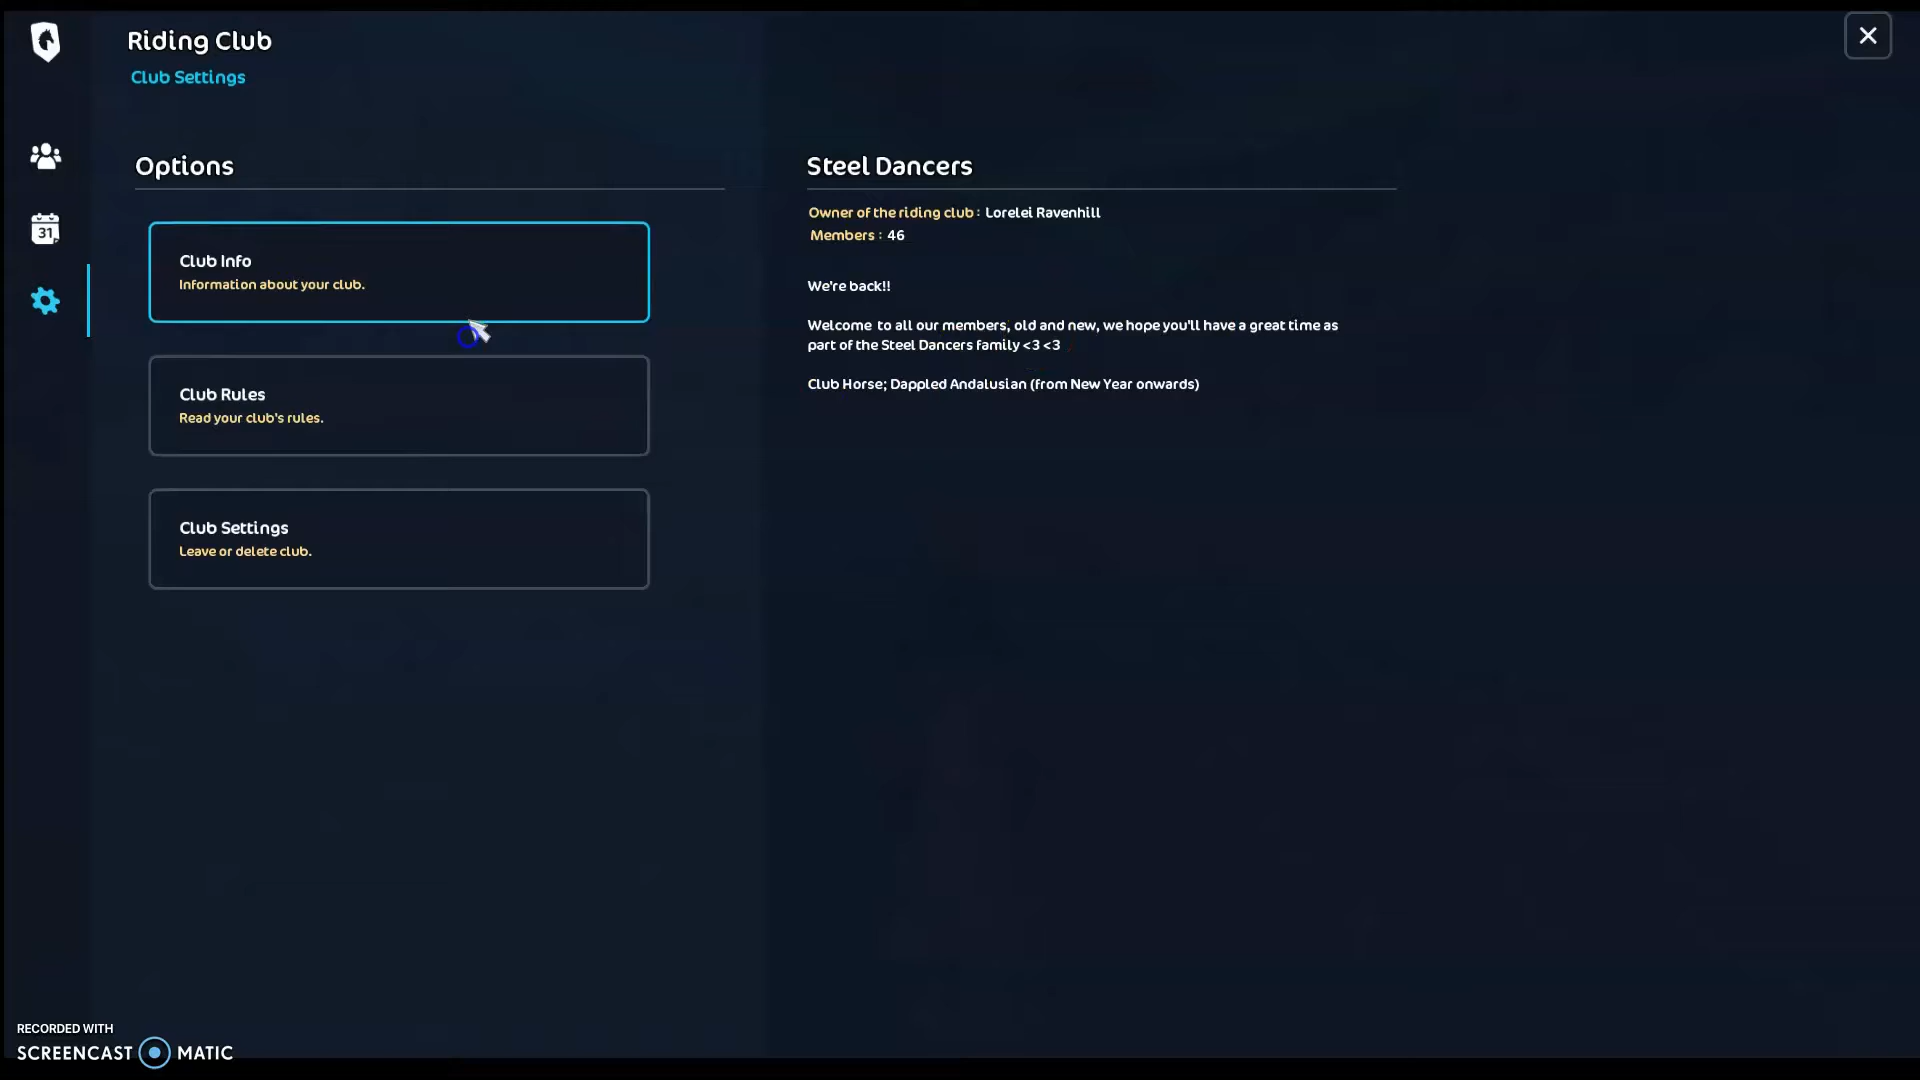 Riding Club
Club Settings
Options
Club Info
Information about your club.
Club Rules
Read your club's rules.
Club Settings
Leave or delete club.
Steel Dancers
Owner of the riding club : Lorelei Ravenhill
Members : 46
We're back!!
Welcome to all our members, old and new, we hope you'll have a great time as
part of the Steel Dancers family <3 <3
Club Horse; Dappled Andalusian (from New Year onwards)
31
RECORDED WITH
SCREENCAST MATIC